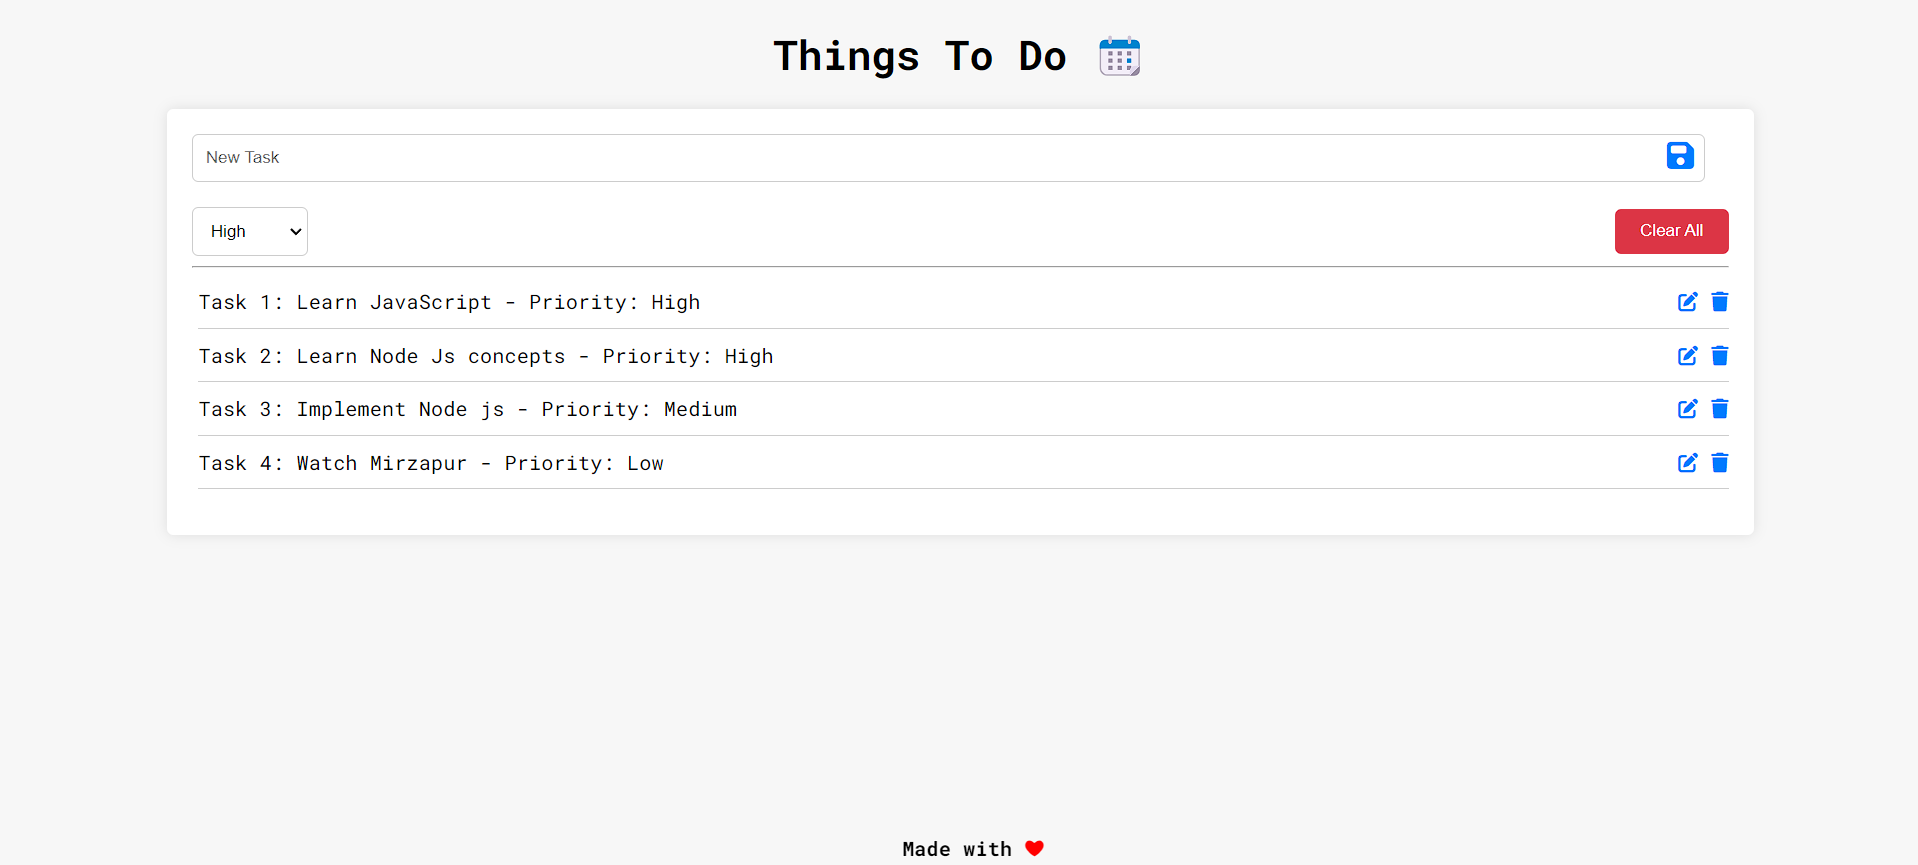 Things To Do
New Task
High
Clear All
Task 1: Learn JavaScript - Priority: High
Task 2: Learn Node Js concepts - Priority: High
Task 3: Implement Node js - Priority: Medium
Task 4: Watch Mirzapur - Priority: Low
Made with